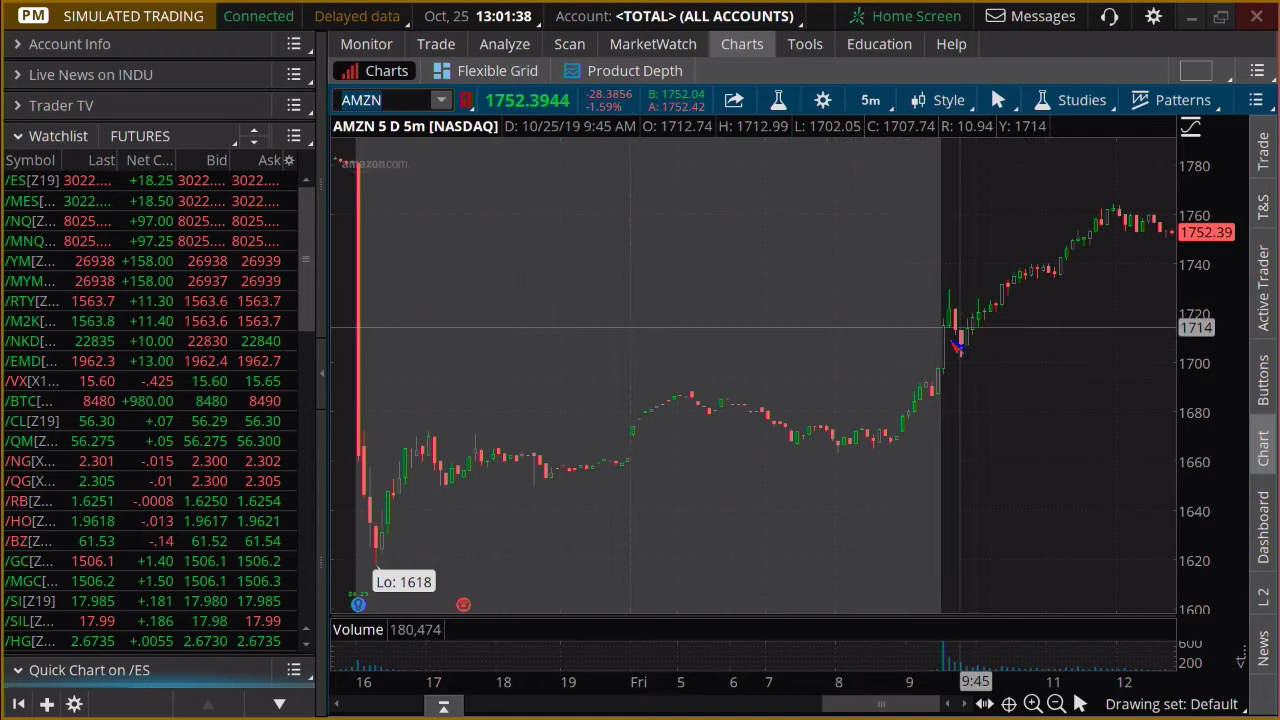 PM SIMULATED TRADING Connected Delayed data Oct, 25 13:01:38 Account: <TOTAL> (ALL ACCOUNTS) Home Screen Messages
Account Info
Live News on INDU
Trader TV
Watchlist FUTURES
Symbol Last Net C... Bid Ask
/ES[Z19] 3022.... +18.25 3022.... 3022....
/MES[... 3022.... +18.50 3022.... 3022....
/NQ[Z... 8025.... +97.00 8025.... 8025....
/MNQ... 8025.... +97.25 8025.... 8025....
/YM[Z... 26938 +158.00 26938 26939
/MYM... 26938 +158.00 26937 26939
/RTY[Z... 1563.7 +11.30 1563.6 1563.7
/M2K[... 1563.8 +11.40 1563.6 1563.7
/NKD[... 22835 +10.00 22830 22840
/EMD[... 1962.3 +13.00 1962.4 1962.7
/VX[X1... 15.60 -.425 15.60 15.65
/BTC[... 8480 +980.00 8480 8490
/CL[Z... 56.30 +.07 56.29 56.30
/QM[... 56.275 +.05 56.275 56.300
/NG[X... 2.301 -.015 2.300 2.302
/QG[X... 2.305 -.01 2.300 2.305
/RB[Z... 1.6251 -.0008 1.6250 1.6254
/HO[Z... 1.9618 -.013 1.9617 1.9621
/BZ[Z... 61.53 -.14 61.52 61.54
/GC[Z... 1506.1 +1.40 1506.1 1506.2
/MGC[... 1506.2 +1.50 1506.1 1506.3
/SI[Z19] 17.985 +.181 17.980 17.985
/SIL[Z... 17.99 +.186 17.98 17.99
/HG[Z... 2.6735 +.0055 2.6730 2.6735
Quick Chart on /ES
Monitor Trade Analyze Scan MarketWatch Charts Tools Education Help
Charts Flexible Grid Product Depth
AMZN 1752.3944 -28.3856 -1.59% B: 1752.04 A: 1752.42 5m Style Studies Patterns
AMZN 5 D 5m [NASDAQ] D: 10/25/19 9:45 AM O: 1712.74 H: 1712.99 L: 1702.05 C: 1707.74 R: 10.94 Y: 1714
amazon.com
1780
1760
1752.39
1740
1720
1714
1700
1680
1660
1640
1620
1600
Lo: 1618
Volume 180,474
600
200
16 17 18 19 Fri 5 6 7 8 9 9:45 11 12
Drawing set: Default
Trade
T&S
Active Trader
Buttons
Chart
Dashboard
L 2
News